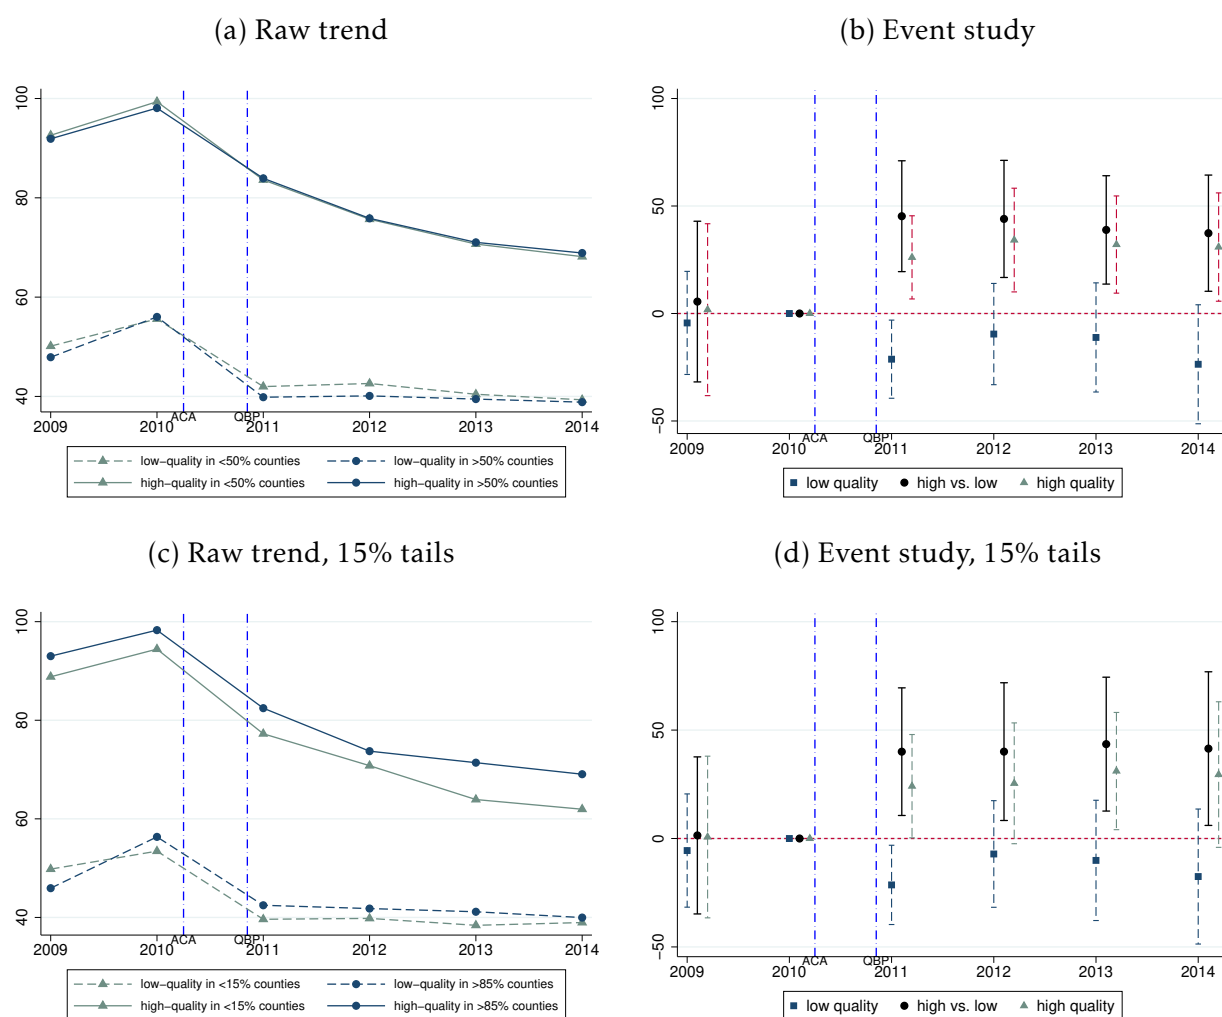 (a) Raw trend
100
80
60
40
2009 2010 2011 2012 2013 2014
ACA QBP
low-quality in <50% counties low-quality in >50% counties
high-quality in <50% counties high-quality in >50% counties
(b) Event study
100
50
0
-50
2009 2010 2011 2012 2013 2014
ACA QBP
low quality high vs. low high quality
(c) Raw trend, 15% tails
100
80
60
40
2009 2010 2011 2012 2013 2014
ACA QBP
low-quality in <15% counties low-quality in >85% counties
high-quality in <15% counties high-quality in >85% counties
(d) Event study, 15% tails
100
50
0
-50
2009 2010 2011 2012 2013 2014
ACA QBP
low quality high vs. low high quality